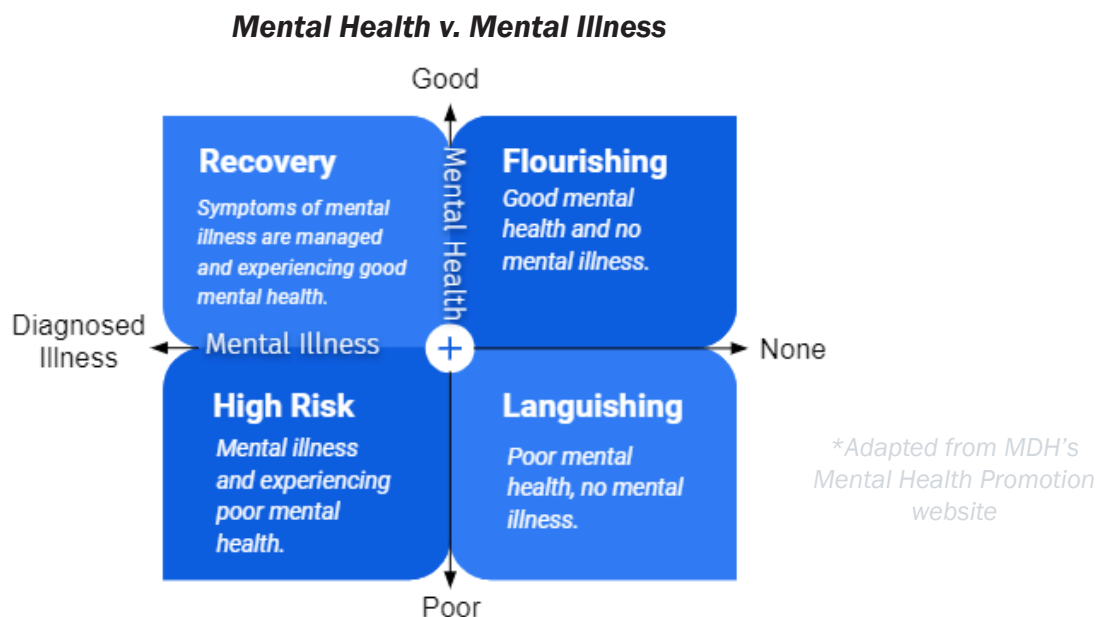 Mental Health v. Mental Illness
Good
Recovery
Symptoms of mental
illness are managed
and experiencing good
mental health.
Mental Health
Flourishing
Good mental
health and no
mental illness.
Diagnosed
Illness
Mental Illness
None
High Risk
Mental illness
and experiencing
poor mental
health.
Languishing
Poor mental
health, no mental
illness.
*Adapted from MDH's
Mental Health Promotion
website
Poor